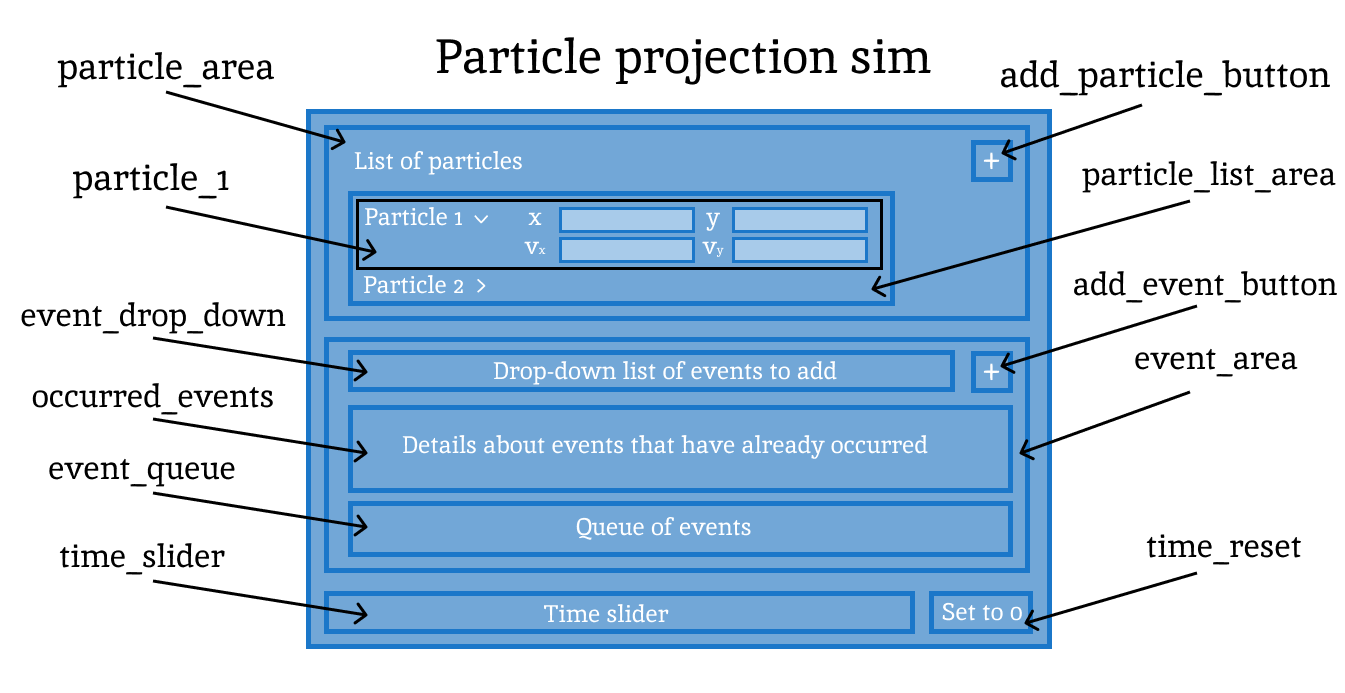 Particle projection sim
particle_area
add_particle_button
List of particles
+
particle_1
particle_list_area
Particle 1 x y
vx vy
Particle 2
event_drop_down
add_event_button
Drop-down list of events to add
+
event_area
occurred_events
Details about events that have already occurred
event_queue
Queue of events
time_slider
time_reset
Time slider
Set to 0